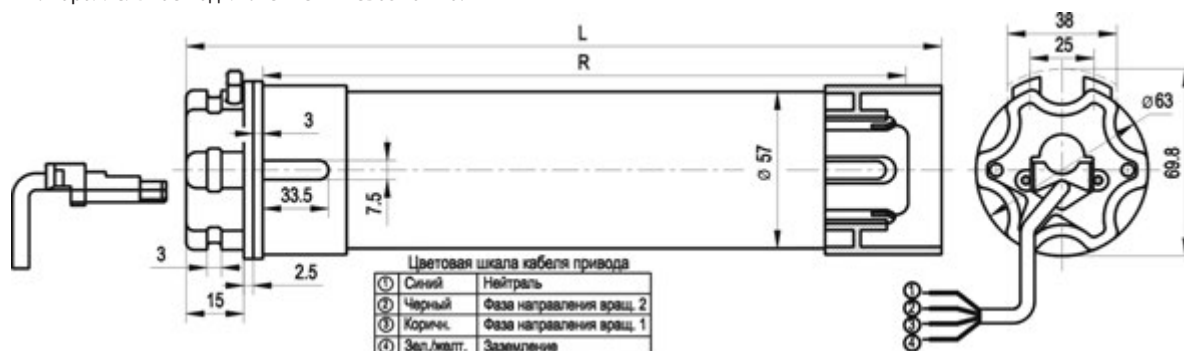 L
38
25
R
3
Ø 63
Ø 57
69.8
33.5
7.5
3
2.5
15
Цветовая шкала кабеля привода
① Синий Нейтраль
② Черный Фаза направления вращ. 2
③ Коричн. Фаза направления вращ. 1
④ Зел./желт. Заземление
①
②
③
④